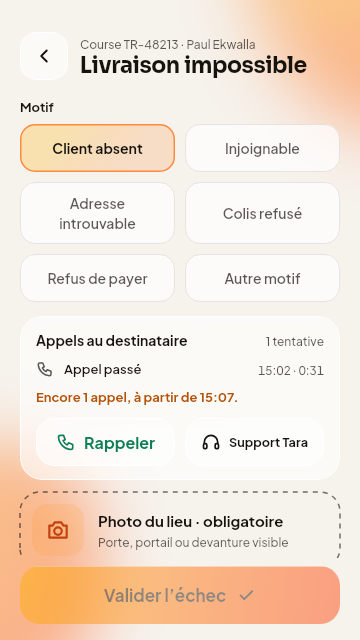 Course TR-48213 · Paul Ekwalla
Livraison impossible
Motif
Client absent
Injoignable
Adresse
introuvable
Colis refusé
Refus de payer
Autre motif
Appels au destinataire
1 tentative
Appel passé
15:02 · 0:31
Encore 1 appel, à partir de 15:07.
Rappeler
Support Tara
Photo du lieu · obligatoire
Porte, portail ou devanture visible
Valider l'échec